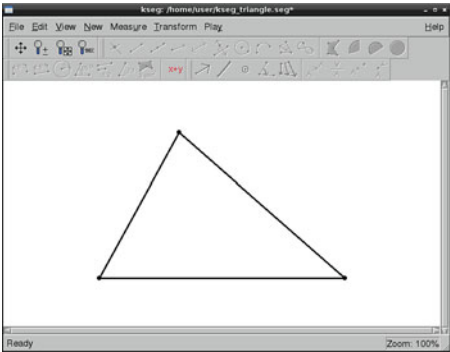 kseg: /home/user/kseg_triangle.seg*
File Edit View New Measure Transform Play Help
x+y
Ready Zoom: 100%